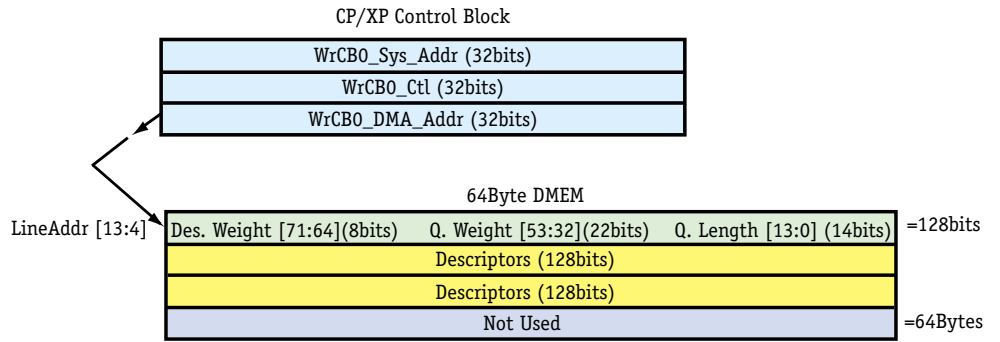 CP/XP Control Block
WrCB0_Sys_Addr (32bits)
WrCB0_Ctl (32bits)
WrCB0_DMA_Addr (32bits)
64Byte DMEM
LineAddr [13:4] Des. Weight [71:64](8bits) Q. Weight [53:32](22bits) Q. Length [13:0] (14bits) =128bits
Descriptors (128bits)
Descriptors (128bits)
Not Used =64Bytes